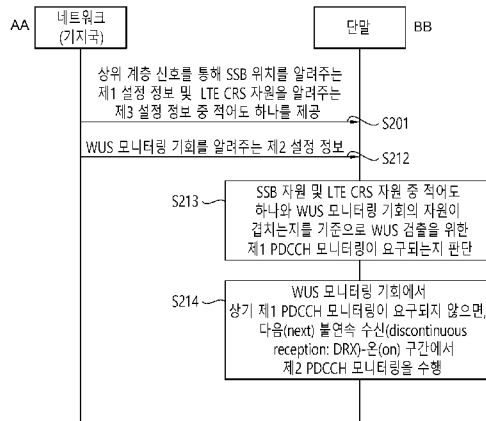 AA
네트워크
(기지국)
단말
BB
상위 계층 신호를 통해 SSB 위치를 알려주는
제1 설정 정보 및 LTE CRS 자원을 알려주는
제3 설정 정보 중 적어도 하나를 제공
S201
WUS 모니터링 기회를 알려주는 제2 설정 정보
S212
S213
SSB 자원 및 LTE CRS 자원 중 적어도
하나와 WUS 모니터링 기회의 자원이
겹치는지를 기준으로 WUS 검출을 위한
제1 PDCCH 모니터링이 요구되는지 판단
S214
WUS 모니터링 기회에서
상기 제1 PDCCH 모니터링이 요구되지 않으면,
다음(next) 불연속 수신(discontinuous
reception: DRX)-온(on) 구간에서
제2 PDCCH 모니터링을 수행